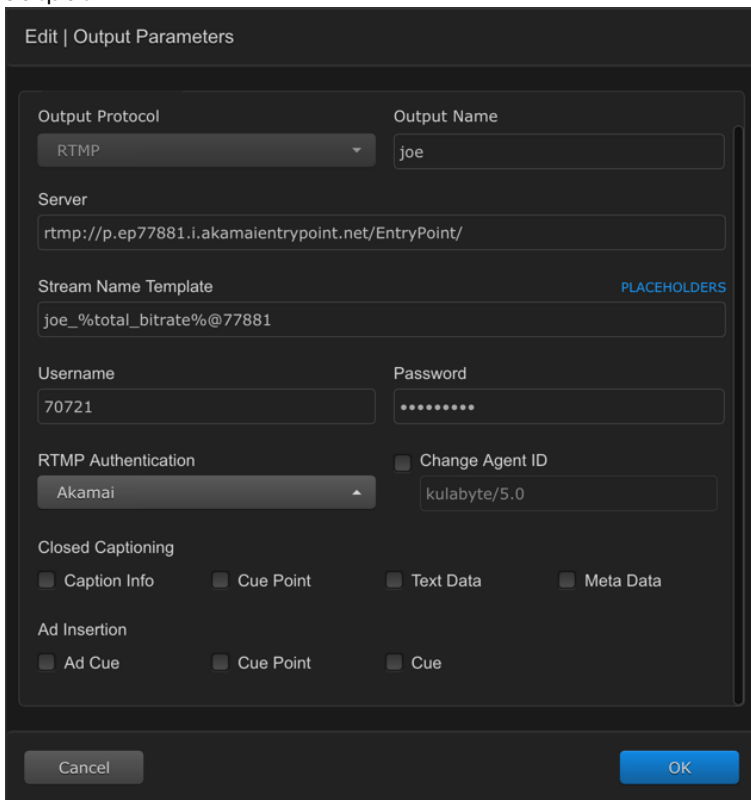 Edit | Output Parameters
Output Protocol Output Name
RTMP joe
Server
rtmp://p.ep77881.i.akamaientrypoint.net/EntryPoint/
Stream Name Template PLACEHOLDERS
joe_%total_bitrate%@77881
Username Password
70721 •••••••••
RTMP Authentication Change Agent ID
Akamai kulabyte/5.0
Closed Captioning
Caption Info Cue Point Text Data Meta Data
Ad Insertion
Ad Cue Cue Point Cue
Cancel OK